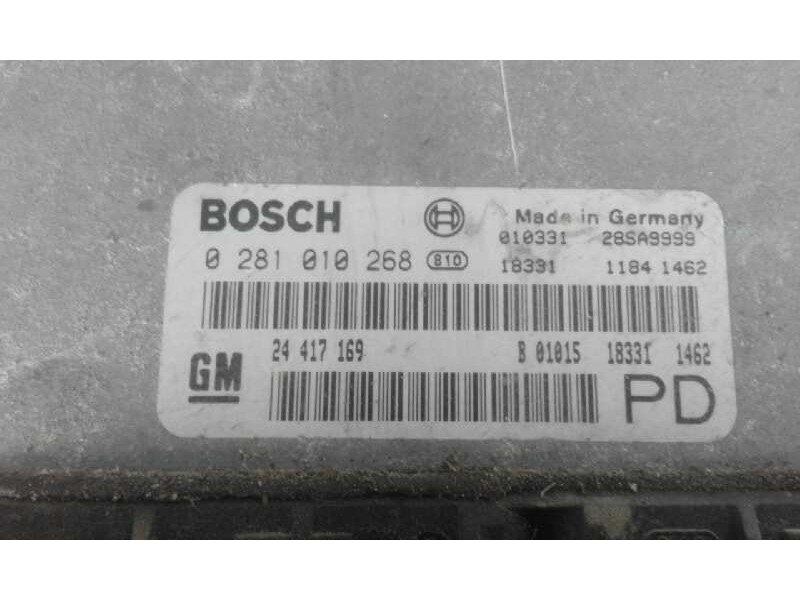 BOSCH Made in Germany
010331 28SA9999
0 281 010 268 810 18331 1184 1462
24 417 169 B 01015 18331 1462
GM PD